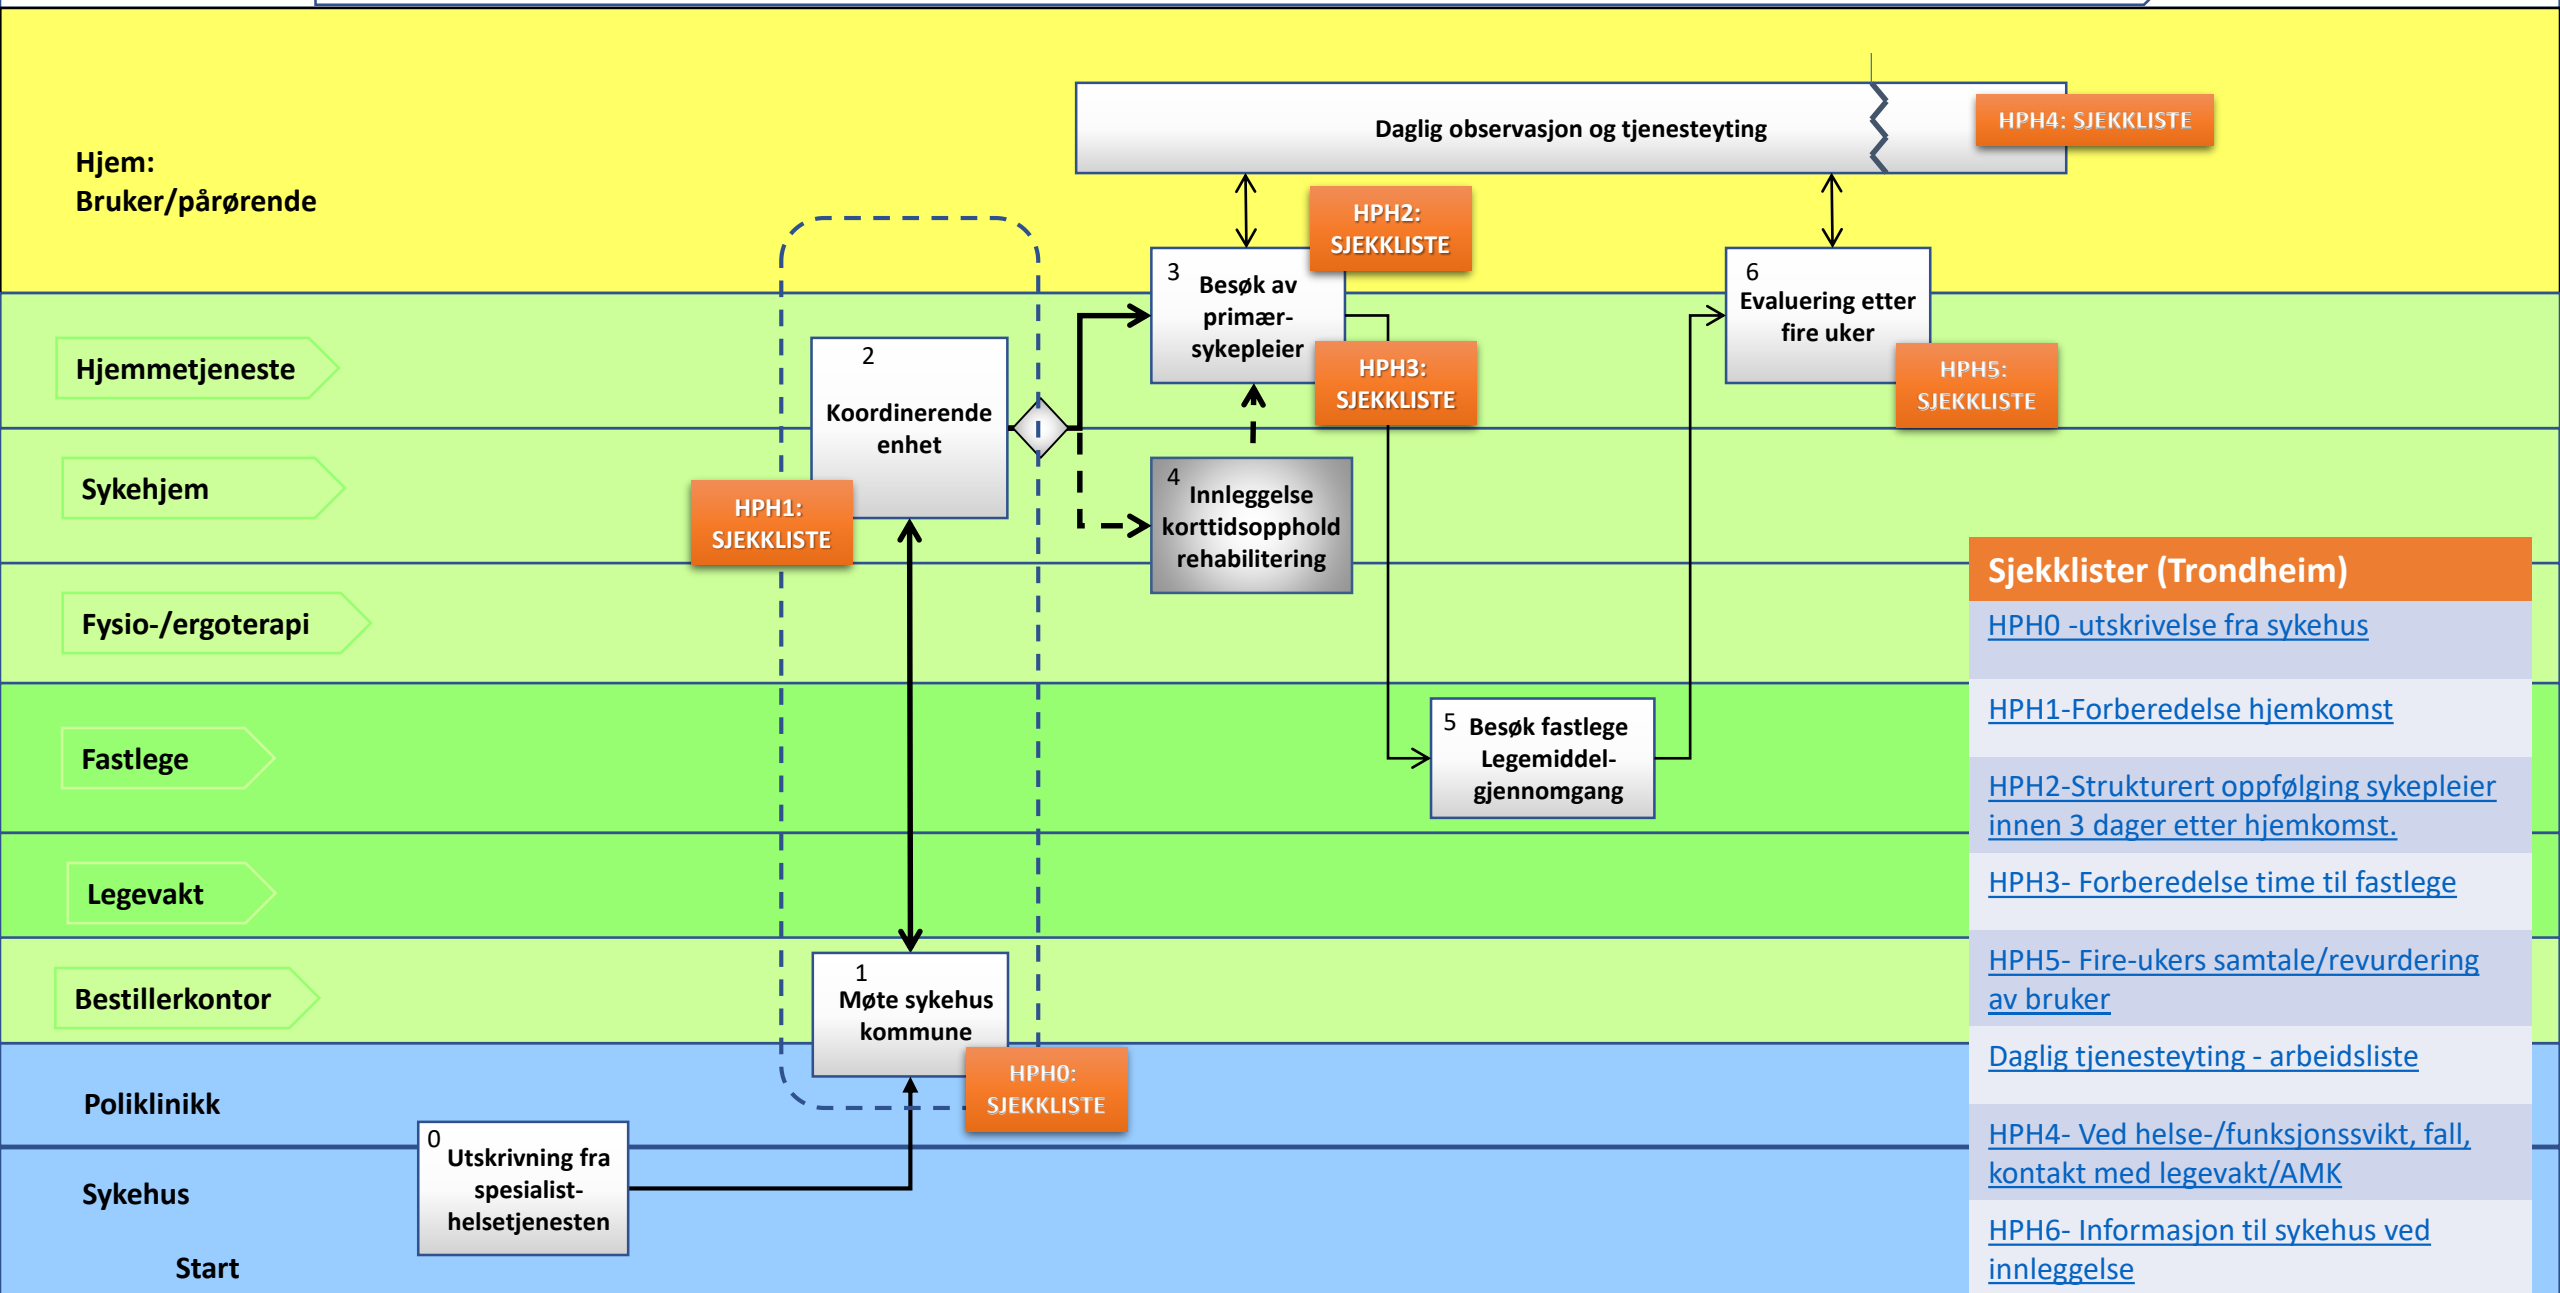 Daglig observasjon og tjenesteyting
HPH4: SJEKKLISTE
Hjem:
Bruker/pårørende
HPH2:
SJEKKLISTE
3
Besøk av
primær-
sykepleier
6
Evaluering etter
fire uker
Hjemmetjeneste
2
Koordinerende
enhet
HPH3:
SJEKKLISTE
HPH5:
SJEKKLISTE
Sykehjem
HPH1:
SJEKKLISTE
4
Innleggelse
korttidsopphold
rehabilitering
Fysio-/ergoterapi
Fastlege
5
Besøk fastlege
Legemiddel-
gjennomgang
Legevakt
Bestillerkontor
1
Møte sykehus
kommune
HPH0:
SJEKKLISTE
Poliklinikk
0
Utskrivning fra
spesialist-
helsetjenesten
Sykehus
Start
Sjekklister (Trondheim)
HPH0 -utskrivelse fra sykehus
HPH1-Forberedelse hjemkomst
HPH2-Strukturert oppfølging sykepleier
innen 3 dager etter hjemkomst.
HPH3- Forberedelse time til fastlege
HPH5- Fire-ukers samtale/revurdering
av bruker
Daglig tjenesteyting - arbeidsliste
HPH4- Ved helse-/funksjonssvikt, fall,
kontakt med legevakt/AMK
HPH6- Informasjon til sykehus ved
innleggelse